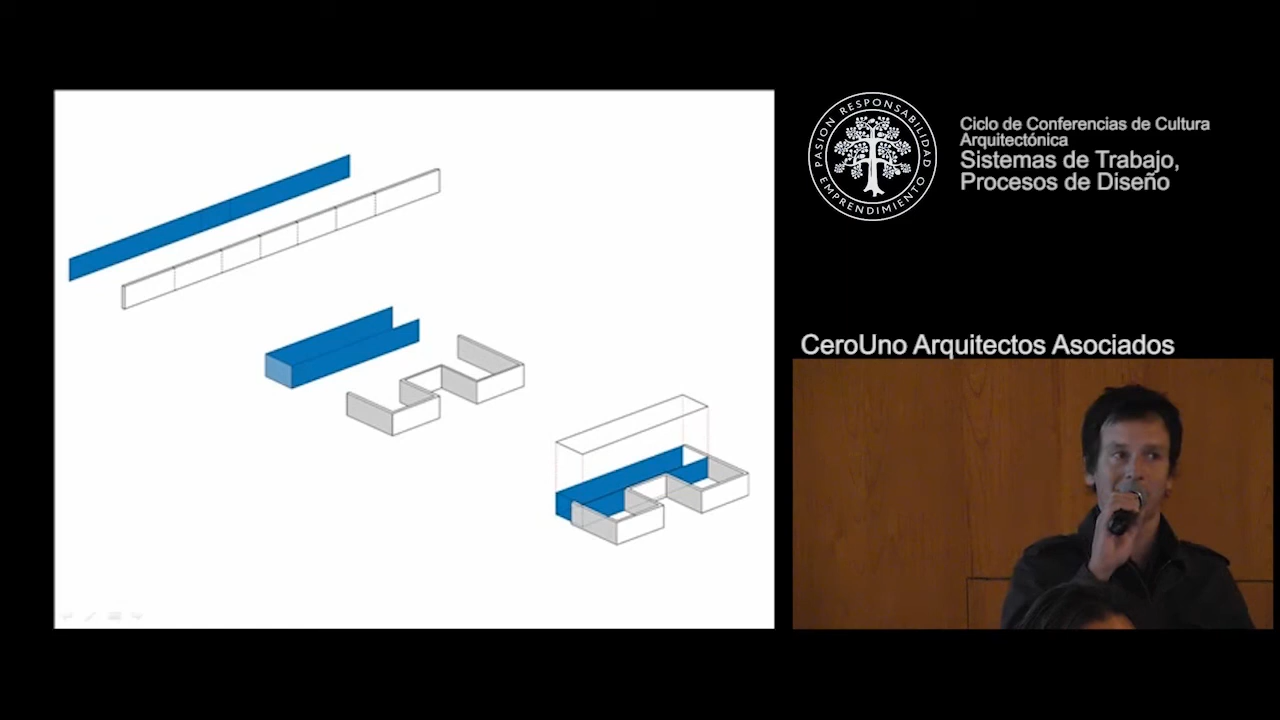 PASION RESPONSABILIDAD
EMPRENDIMIENTO
Ciclo de Conferencias de Cultura
Arquitectónica
Sistemas de Trabajo,
Procesos de Diseño
CeroUno Arquitectos Asociados